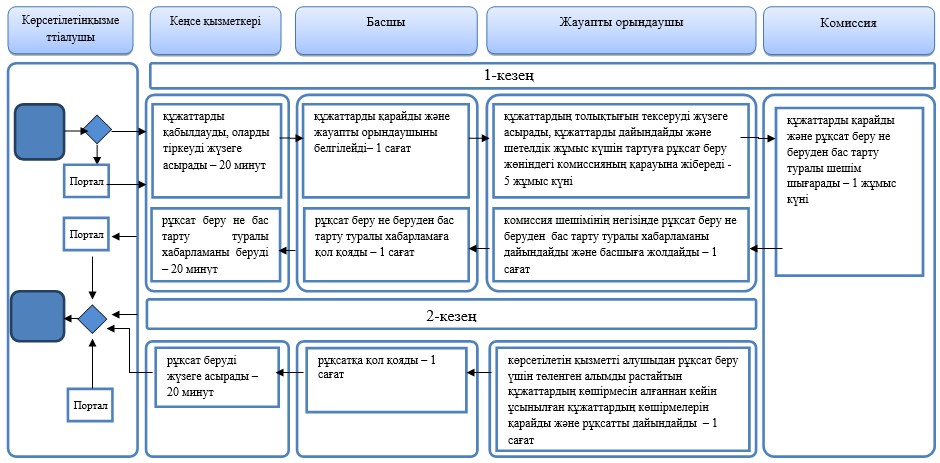 Көрсетілетінқызме
ттіалушы
Кеңсе қызметкері
Басшы
Жауапты орындаушы
Комиссия
1-кезең
құжаттарды
қабылдауды, оларды
тіркеуді жүзеге
асырады – 20 минут
құжаттарды қарайды және
жауапты орындаушыны
белгілейді– 1 сағат
құжаттардың толықтығын тексеруді жүзеге
асырады, құжаттарды дайындайды және
шетелдік жұмыс күшін тартуға рұқсат беру
жөніндегі комиссияның қарауына жібереді -
5 жұмыс күні
құжаттарды қарайды
және рұқсат беру не
беруден бас тарту
туралы шешім
шығарады – 1 жұмыс
күні
Портал
Портал
рұқсат беру не бас
тарту туралы
хабарламаны беруді
– 20 минут
рұқсат беру не беруден бас
тарту туралы хабарламаға
қол қояды – 1 сағат
комиссия шешімінің негізінде рұқсат беру не
беруден бас тарту туралы хабарламаны
дайындайды және басшыға жолдайды – 1
сағат
2-кезең
рұқсат беруді
жүзеге асырады –
20 минут
рұқсатка қол қояды – 1
сағат
көрсетілетін қызметті алушыдан рұқсат беру
үшін төленген алымды растайтын
құжаттардың көшірмесін алғаннан кейін
ұсынылған құжаттардың көшірмелерін
қарайды және рұқсатты дайындайды – 1
сағат
Портал